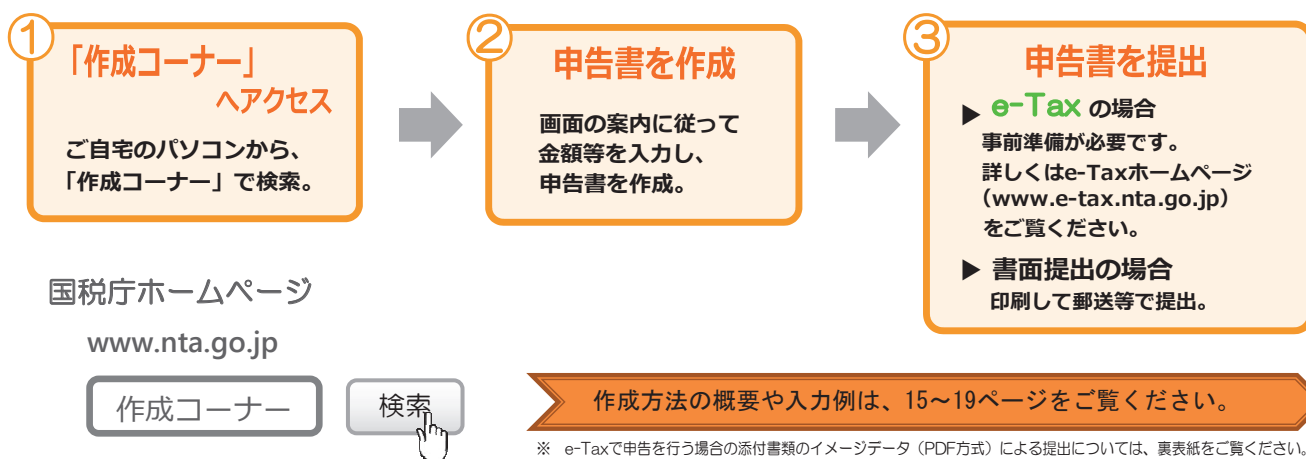 ①
「作成コーナー」
へアクセス
ご自宅のパソコンから、
「作成コーナー」で検索。
②
申告書を作成
画面の案内に従って
金額等を入力し、
申告書を作成。
③
申告書を提出
▶ e-Tax の場合
事前準備が必要です。
詳しくはe-Taxホームページ
（www.e-tax.nta.go.jp）
をご覧ください。
▶ 書面提出の場合
印刷して郵送等で提出。
国税庁ホームページ
www.nta.go.jp
作成コーナー
検索
作成方法の概要や入力例は、15～19ページをご覧ください。
※ e-Taxで申告を行う場合の添付書類のイメージデータ（PDF方式）による提出については、裏表紙をご覧ください。